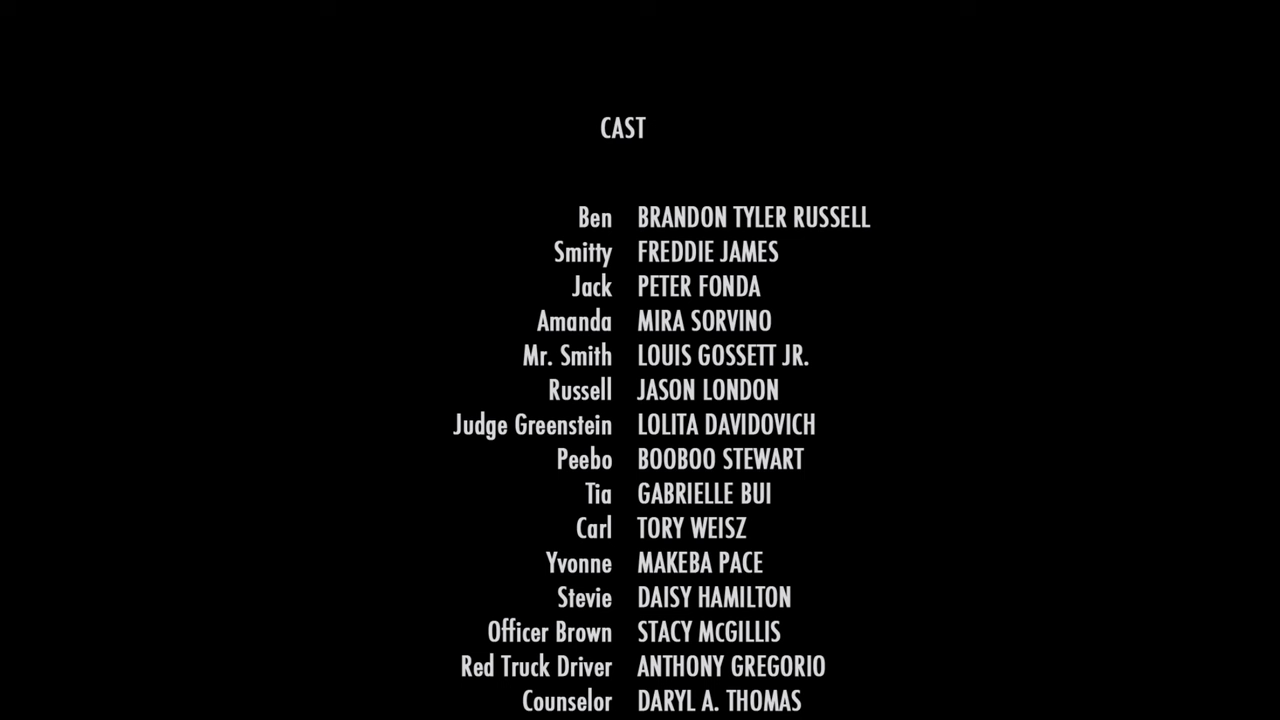 CAST
Ben BRANDON TYLER RUSSELL
Smitty FREDDIE JAMES
Jack PETER FONDA
Amanda MIRA SORVINO
Mr. Smith LOUIS GOSSETT JR.
Russell JASON LONDON
Judge Greenstein LOLITA DAVIDOVICH
Peebo BOOBOO STEWART
Tia GABRIELLE BUI
Carl TORY WEISZ
Yvonne MAKEBA PACE
Stevie DAISY HAMILTON
Officer Brown STACY McGILLIS
Red Truck Driver ANTHONY GREGORIO
Counselor DARYL A. THOMAS